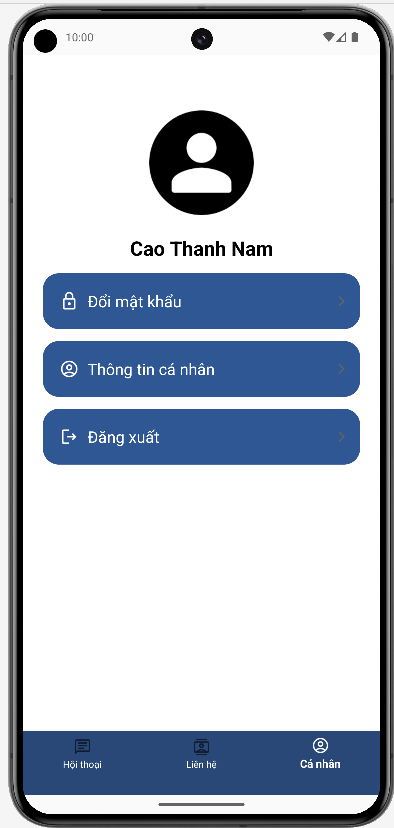 10:00
Cao Thanh Nam
Đổi mật khẩu
Thông tin cá nhân
Đăng xuất
Hội thoại
Liên hê
Cá nhân